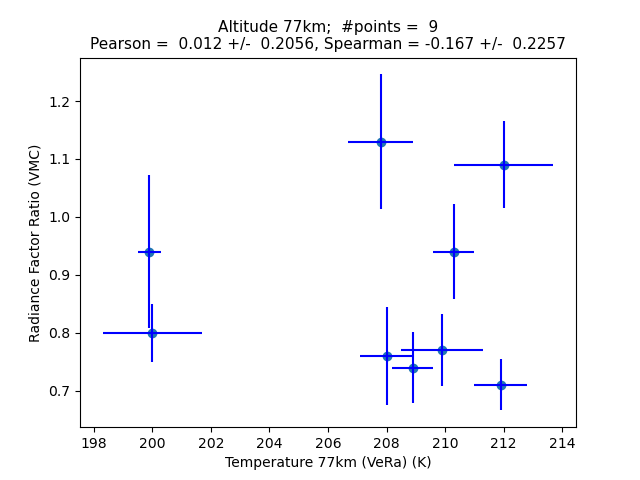 Altitude 77km;  #points =  9
Pearson =  0.012 +/-  0.2056, Spearman = -0.167 +/-  0.2257
1.2
1.1
1.0
0.9
0.8
0.7
Radiance Factor Ratio (VMC)
198 200 202 204 206 208 210 212 214
Temperature 77km (VeRa) (K)